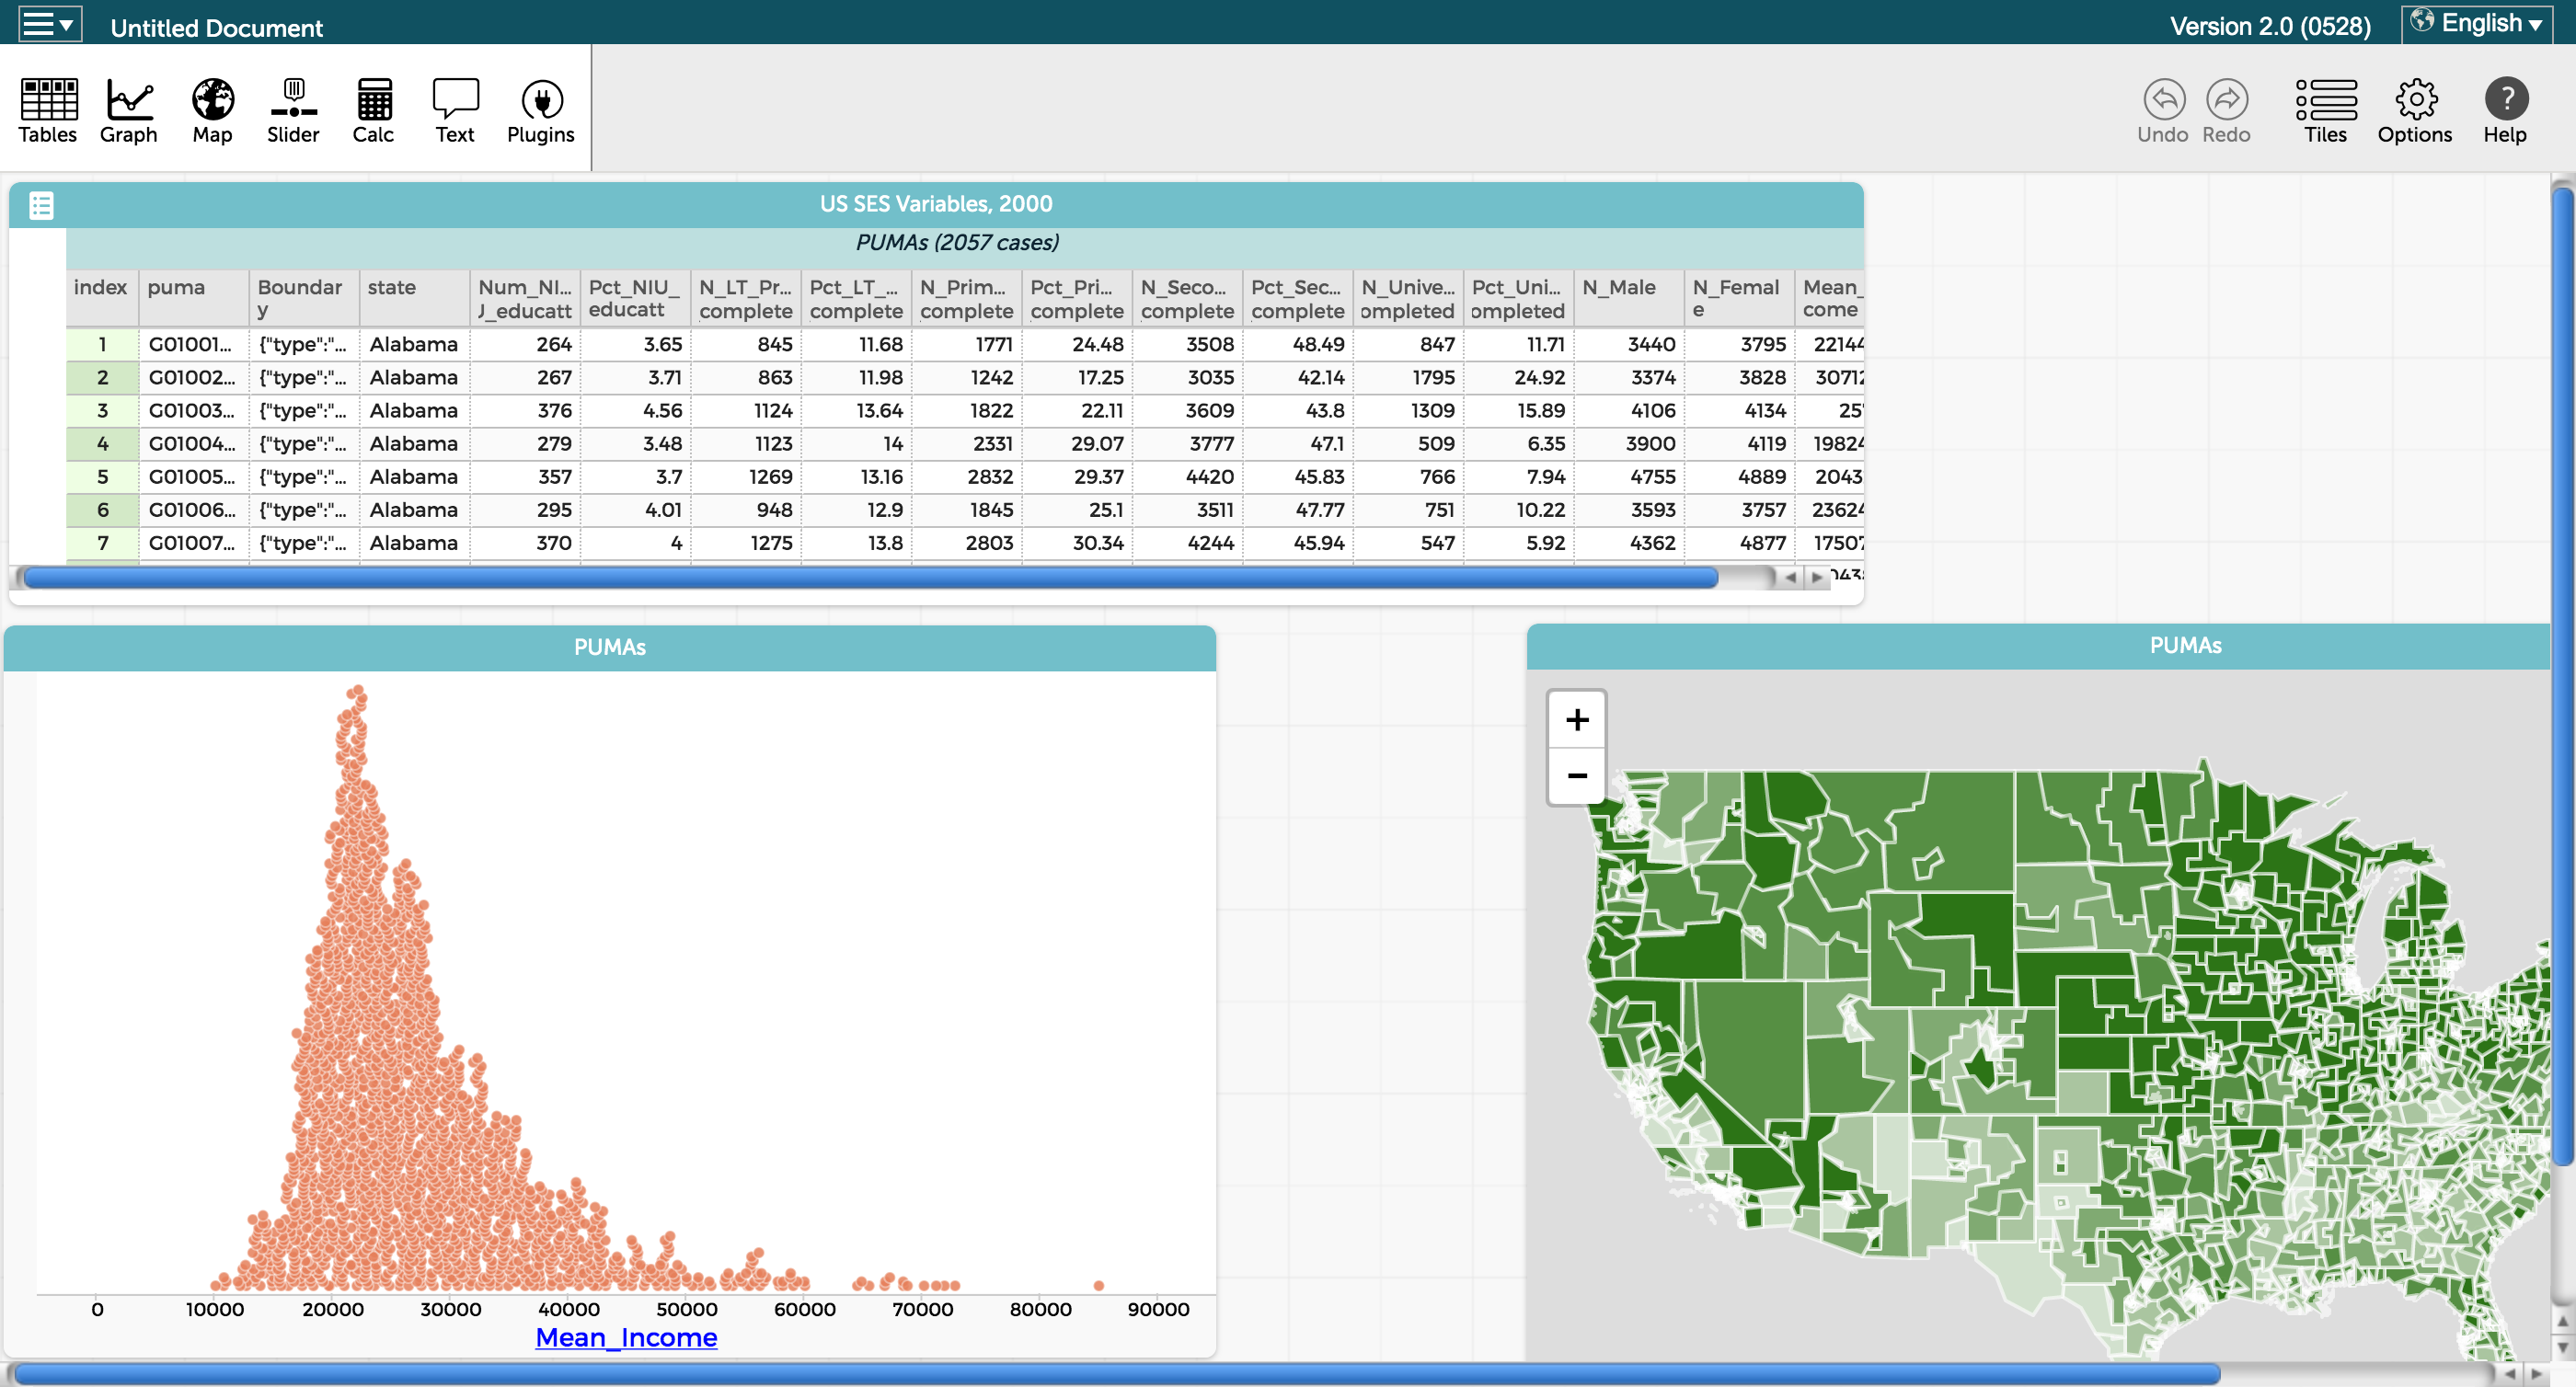 Untitled Document
Version 2.0 (0528)
English
Tables Graph Map Slider Calc Text Plugins
Undo Redo Tiles Options Help
US SES Variables, 2000
PUMAs (2057 cases)
index puma Boundar state Num_NI... Pct_NIU_ N_LT_Pr... Pct_LT_... N_Prim... Pct_Pri... N_Seco... Pct_Sec... N_Unive... Pct_Uni... N_Male N_Femal Mean_
y J_educatt educatt complete complete complete complete complete complete ompleted ompleted e come
1 G01001... {"type":"... Alabama 264 3.65 845 11.68 1771 24.48 3508 48.49 847 11.71 3440 3795 22144
2 G01002... {"type":"... Alabama 267 3.71 863 11.98 1242 17.25 3035 42.14 1795 24.92 3374 3828 30712
3 G01003... {"type":"... Alabama 376 4.56 1124 13.64 1822 22.11 3609 43.8 1309 15.89 4106 4134 25
4 G01004... {"type":"... Alabama 279 3.48 1123 14 2331 29.07 3777 47.1 509 6.35 3900 4119 19824
5 G01005... {"type":"... Alabama 357 3.7 1269 13.16 2832 29.37 4420 45.83 766 7.94 4755 4889 2043
6 G01006... {"type":"... Alabama 295 4.01 948 12.9 1845 25.1 3511 47.77 751 10.22 3593 3757 23624
7 G01007... {"type":"... Alabama 370 4 1275 13.8 2803 30.34 4244 45.94 547 5.92 4362 4877 17507
PUMAs
0 10000 20000 30000 40000 50000 60000 70000 80000 90000
Mean_Income
PUMAs
+
−